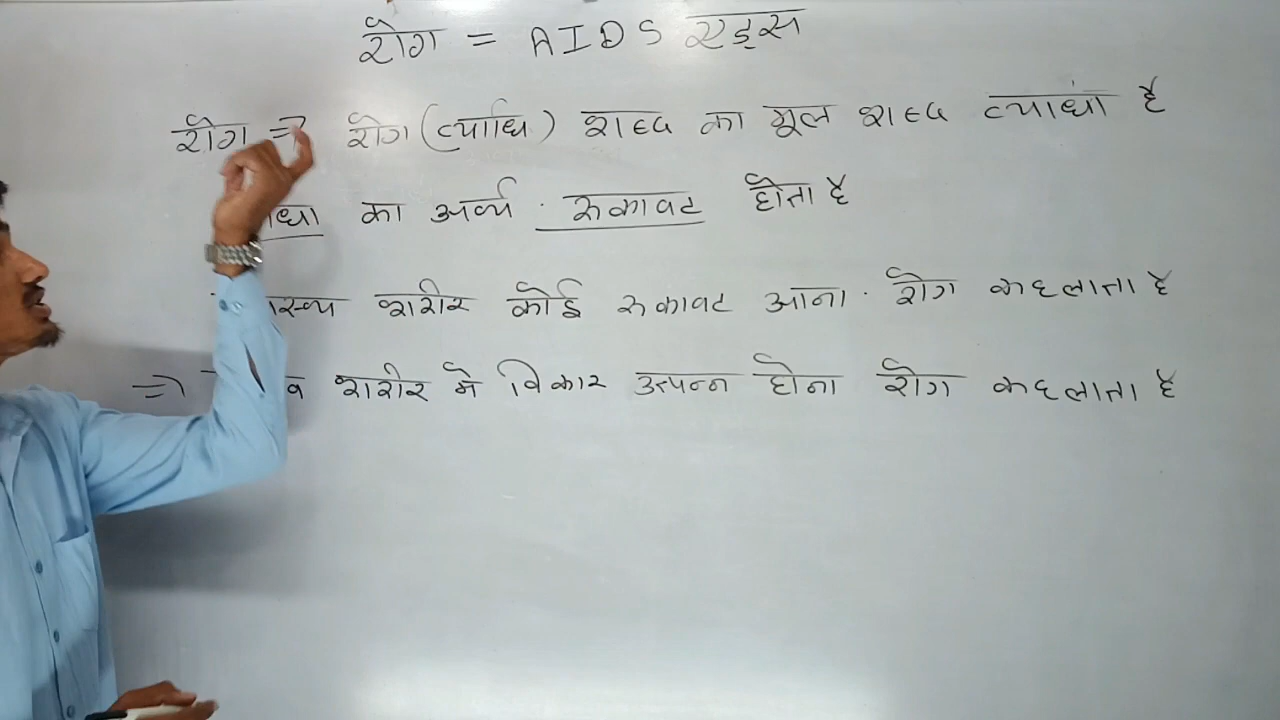 रोग = AIDS एड्स
रोग ⇒ रोग (व्याधि) शब्द का मूल शब्द व्याधा है
का अर्थ रुकावट होता है
शरीर कोई रुकावट आना रोग कहलाता है
⇒ शरीर मे विकार उत्पन्न होना रोग कहलाता है